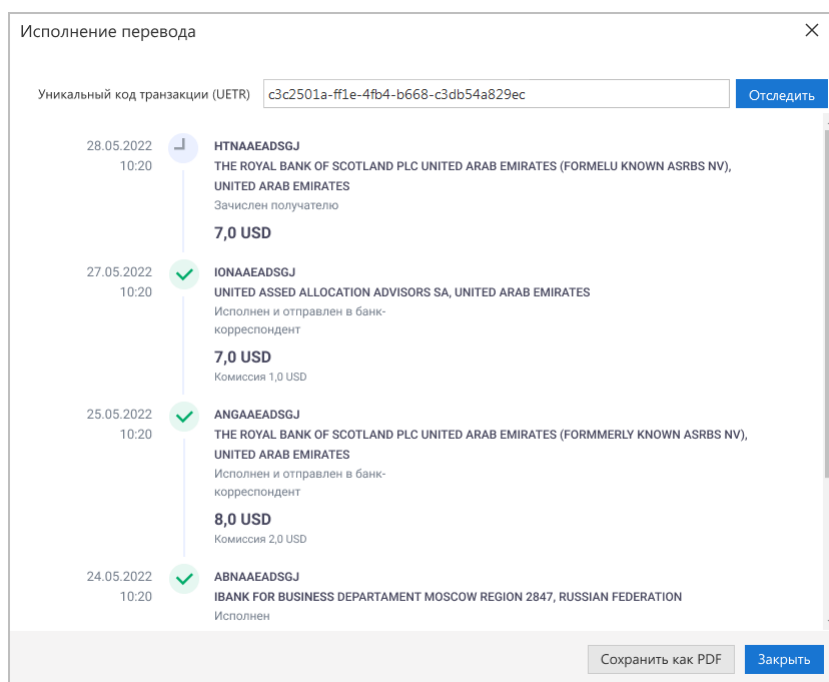 Исполнение перевода
Уникальный код транзакции (UETR) c3c2501a-ff1e-4fb4-b668-c3db54a829ec Отследить
28.05.2022 HTNAAEADSGJ
10:20 THE ROYAL BANK OF SCOTLAND PLC UNITED ARAB EMIRATES (FORMELU KNOWN ASRBS NV),
UNITED ARAB EMIRATES
Зачислен получателю
7,0 USD
27.05.2022 IONAAEADSGJ
10:20 UNITED ASSED ALLOCATION ADVISORS SA, UNITED ARAB EMIRATES
Исполнен и отправлен в банк-
корреспондент
7,0 USD
Комиссия 1,0 USD
25.05.2022 ANGAAEADSGJ
10:20 THE ROYAL BANK OF SCOTLAND PLC UNITED ARAB EMIRATES (FORMMERLY KNOWN ASRBS NV),
UNITED ARAB EMIRATES
Исполнен и отправлен в банк-
корреспондент
8,0 USD
Комиссия 2,0 USD
24.05.2022 ABNAAEADSGJ
10:20 IBANK FOR BUSINESS DEPARTAMENT MOSCOW REGION 2847, RUSSIAN FEDERATION
Исполнен
Сохранить как PDF Закрыть